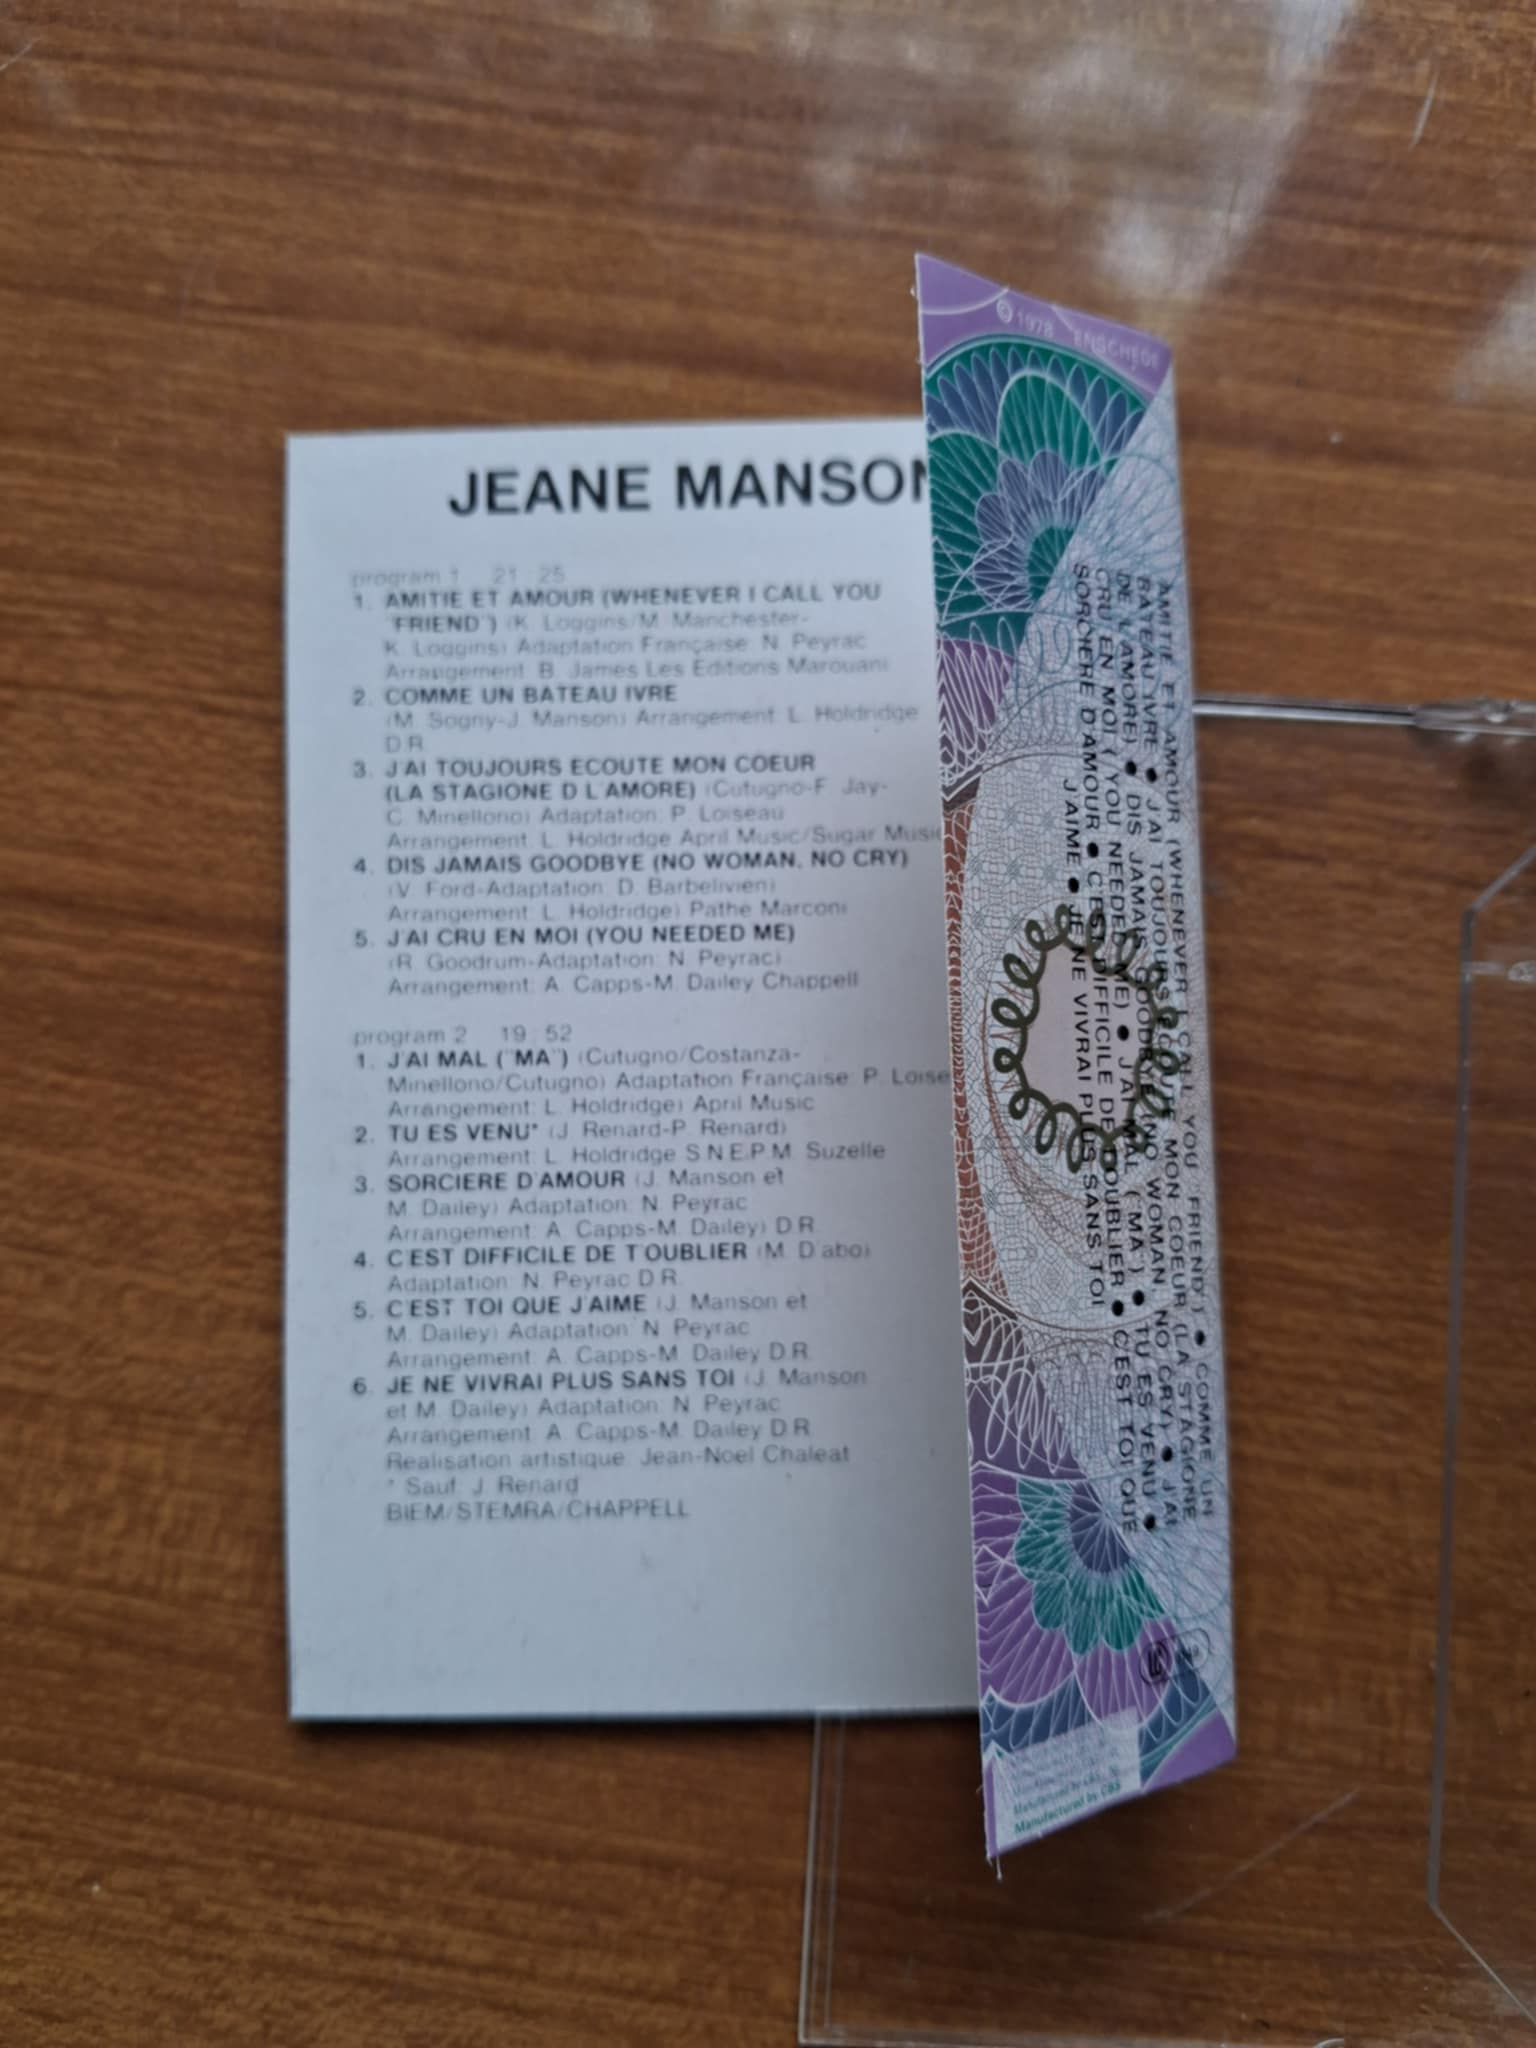 JEANE MANSON
program 1 21 : 25
1. AMITIE ET AMOUR (WHENEVER I CALL YOU
"FRIEND") (K. Loggins/M. Manchester-
K. Loggins) Adaptation Française: N. Peyrac
Arrangement: B. James Les Editions Marouani
2. COMME UN BATEAU IVRE
(M. Sogny-J. Manson) Arrangement: L. Holdridge
D.R.
3. J'AI TOUJOURS ECOUTE MON COEUR
(LA STAGIONE D L'AMORE) (Cutugno-F. Jay-
C. Minellono) Adaptation: P. Loiseau
Arrangement: L. Holdridge April Music/Sugar Music
4. DIS JAMAIS GOODBYE (NO WOMAN, NO CRY)
(V. Ford-Adaptation: D. Barbelivien)
Arrangement: L. Holdridge) Pathe Marconi
5. J'AI CRU EN MOI (YOU NEEDED ME)
(R. Goodrum-Adaptation: N. Peyrac)
Arrangement: A. Capps-M. Dailey Chappell
program 2 19 : 52
1. J'AI MAL ("MA") (Cutugno/Costanza-
Minellono/Cutugno) Adaptation Française: P. Loise
Arrangement: L. Holdridge) April Music
2. TU ES VENU* (J. Renard-P. Renard)
Arrangement: L. Holdridge S.N.E.P.M. Suzelle
3. SORCIERE D'AMOUR (J. Manson et
M. Dailey) Adaptation: N. Peyrac
Arrangement: A. Capps-M. Dailey) D.R.
4. C'EST DIFFICILE DE T'OUBLIER (M. D'abo)
Adaptation: N. Peyrac D.R.
5. C'EST TOI QUE J'AIME (J. Manson et
M. Dailey) Adaptation: N. Peyrac
Arrangement: A. Capps-M. Dailey D.R.
6. JE NE VIVRAI PLUS SANS TOI (J. Manson
et M. Dailey) Adaptation: N. Peyrac
Arrangement: A. Capps-M. Dailey D.R.
Réalisation artistique: Jean-Noel Chaleat
* Sauf: J. Renard
BIEM/STEMRA/CHAPPELL
© 1978 ENSCHEDE
AMITIE ET AMOUR (WHENEVER I CALL YOU "FRIEND") ● COMME UN
BATEAU IVRE ● J'AI TOUJOURS ECOUTE MON COEUR (LA STAGIONE
DE L'AMORE) ● DIS JAMAIS GOODBYE (NO WOMAN, NO CRY) ● J'AI
CRU EN MOI (YOU NEEDED ME) ● J'AI MAL ("MA") ● TU ES VENU ●
SORCIERE D'AMOUR ● C'EST DIFFICILE DE T'OUBLIER ● C'EST TOI QUE
J'AIME ● JE NE VIVRAI PLUS SANS TOI
Manufactured by CBS
Manufactured by CBS